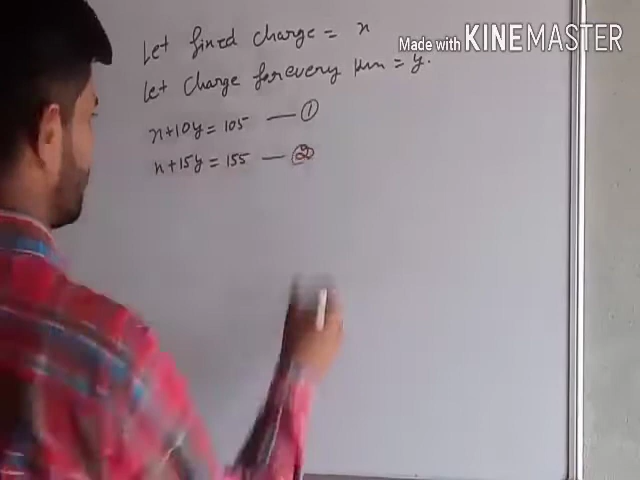 Let fixed charge = x
Made with KINEMASTER
Let charge for every km = y.
x+10y = 105 — ①
x+15y = 155 — ②